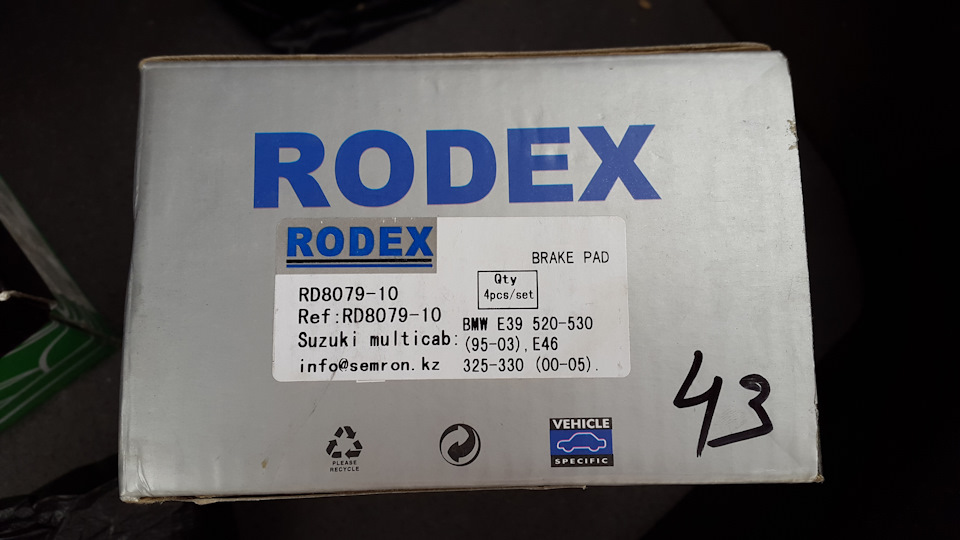 RODEX
RODEX
BRAKE PAD
Qty
4pcs/set
RD8079-10
Ref:RD8079-10
Suzuki multicab:
info@semron.kz
BMW E39 520-530
(95-03),E46
325-330 (00-05).
43
PLEASE
RECYCLE
VEHICLE
SPECIFIC